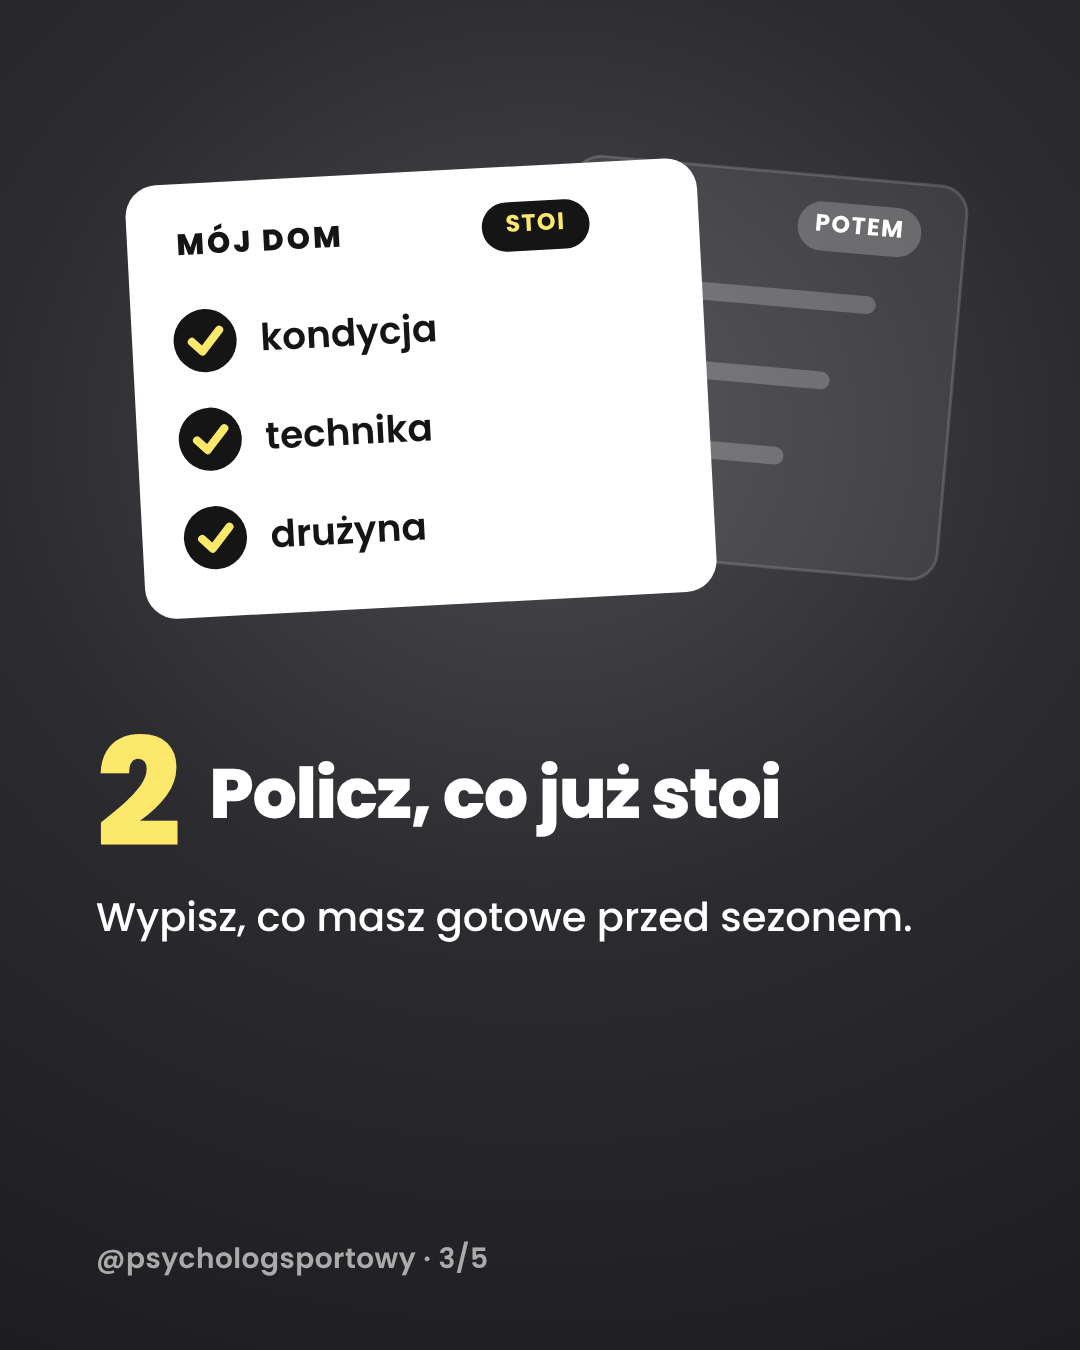 MÓJ DOM
STOI
POTEM
kondycja
technika
drużyna
2 Policz, co już stoi
Wypisz, co masz gotowe przed sezonem.
@psychologsportowy · 3/5